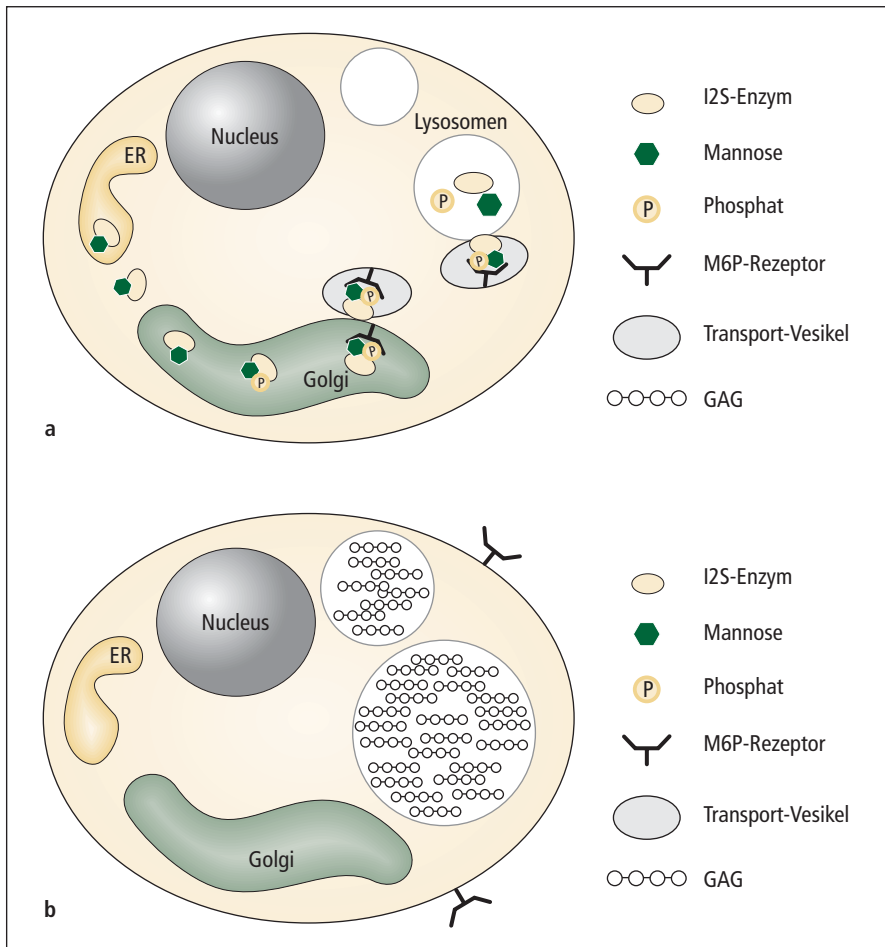 Nucleus
ER
Lysosomen
P
P
P
P
P
Golgi
a
I2S-Enzym
Mannose
P Phosphat
M6P-Rezeptor
Transport-Vesikel
GAG
Nucleus
ER
Golgi
b
I2S-Enzym
Mannose
P Phosphat
M6P-Rezeptor
Transport-Vesikel
GAG